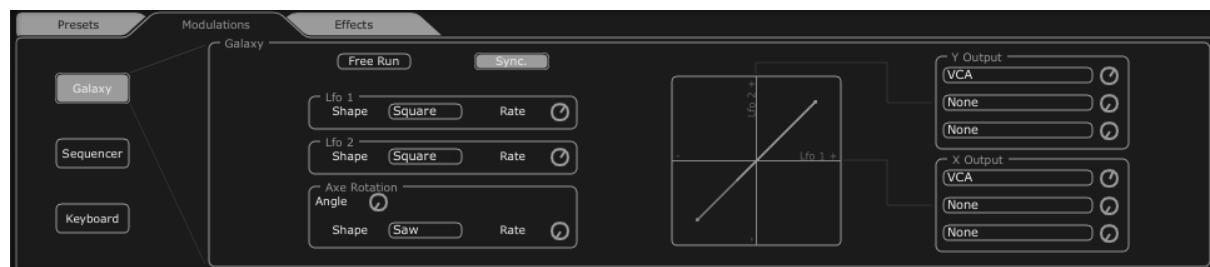 Presets Modulations Effects
Galaxy
Sequencer
Keyboard
Galaxy
Free Run Sync.
Lfo 1
Shape Square Rate
Lfo 2
Shape Square Rate
Axe Rotation
Angle
Shape Saw Rate
Lfo 2 +
Lfo 1 +
-
-
Y Output
VCA
None
None
X Output
VCA
None
None